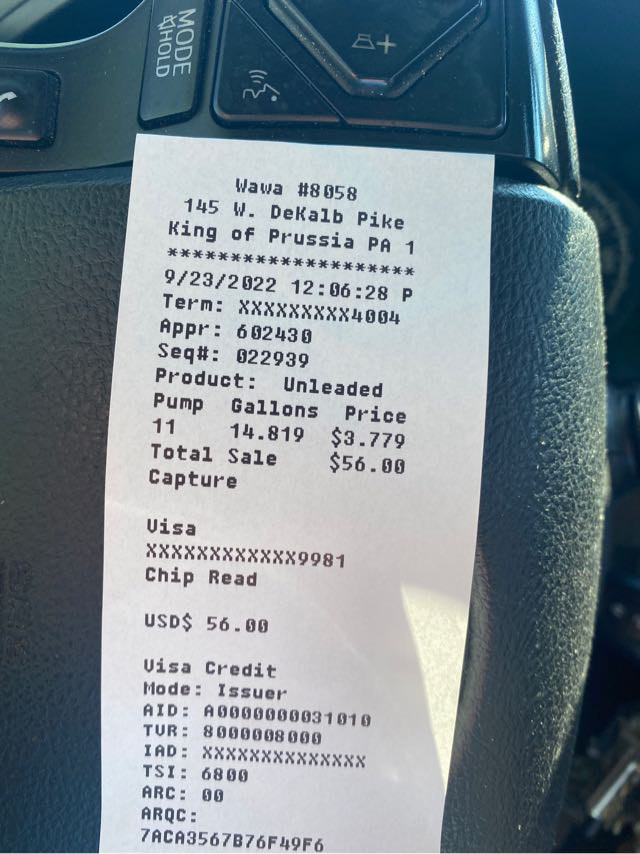 MODE
HOLD
+
Wawa #8058
145 W. DeKalb Pike
King of Prussia PA 1
********************
9/23/2022 12:06:28 P
Term: XXXXXXXXX4004
Appr: 602430
Seq#: 022939
Product: Unleaded
Pump Gallons Price
11 14.819 $3.779
Total Sale $56.00
Capture
Visa
XXXXXXXXXXXX9981
Chip Read
USD$ 56.00
Visa Credit
Mode: Issuer
AID: A0000000031010
TVR: 8000008000
IAD: XXXXXXXXXXXXXX
TSI: 6800
ARC: 00
ARQC:
7ACA3567B76F49F6